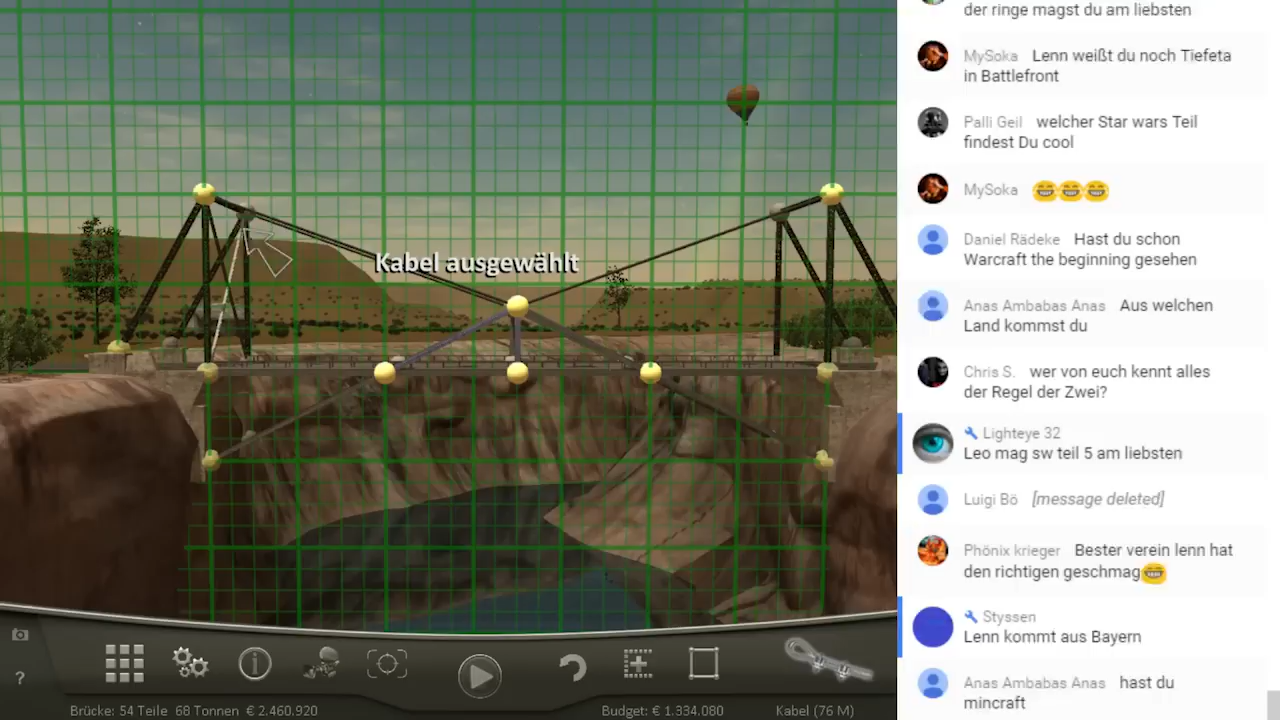 der ringe magst du am liebsten
MySoka Lenn weißt du noch Tiefeta
in Battlefront
Palli Geil welcher Star wars Teil
findest Du cool
MySoka 😁😁😁
Daniel Rädeke Hast du schon
Warcraft the beginning gesehen
Kabel ausgewählt
Anas Ambabas Anas Aus welchen
Land kommst du
Chris S. wer von euch kennt alles
der Regel der Zwei?
Lighteye 32
Leo mag sw teil 5 am liebsten
Luigi Bö [message deleted]
Phönix krieger Bester verein lenn hat
den richtigen geschmag😁
Styssen
Lenn kommt aus Bayern
Anas Ambabas Anas hast du
mincraft
?
Brücke: 54 Teile 68 Tonnen € 2.460.920
Budget: € 1.334.080
Kabel (76 M)